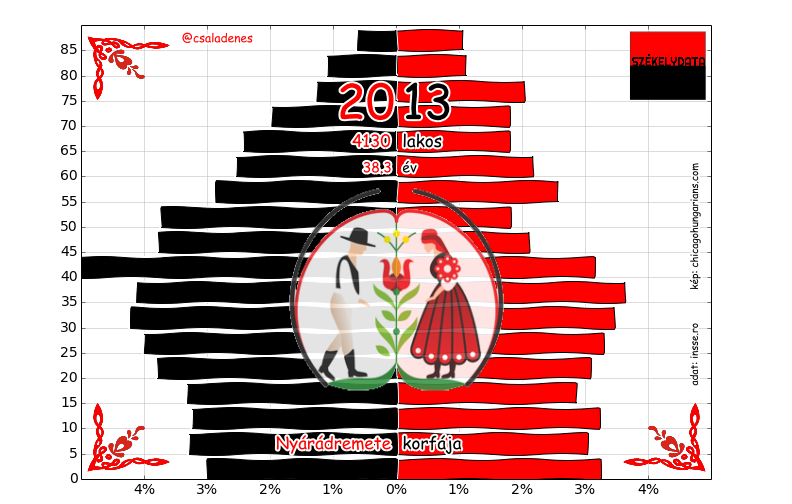 @csaladenes
SZÉKELYDATA
2013
4130 lakos
38.3 év
kép: chicagohungarians.com
adat: insse.ro
Nyárádremete korfája
85
80
75
70
65
60
55
50
45
40
35
30
25
20
15
10
5
0
4% 3% 2% 1% 0% 1% 2% 3% 4%